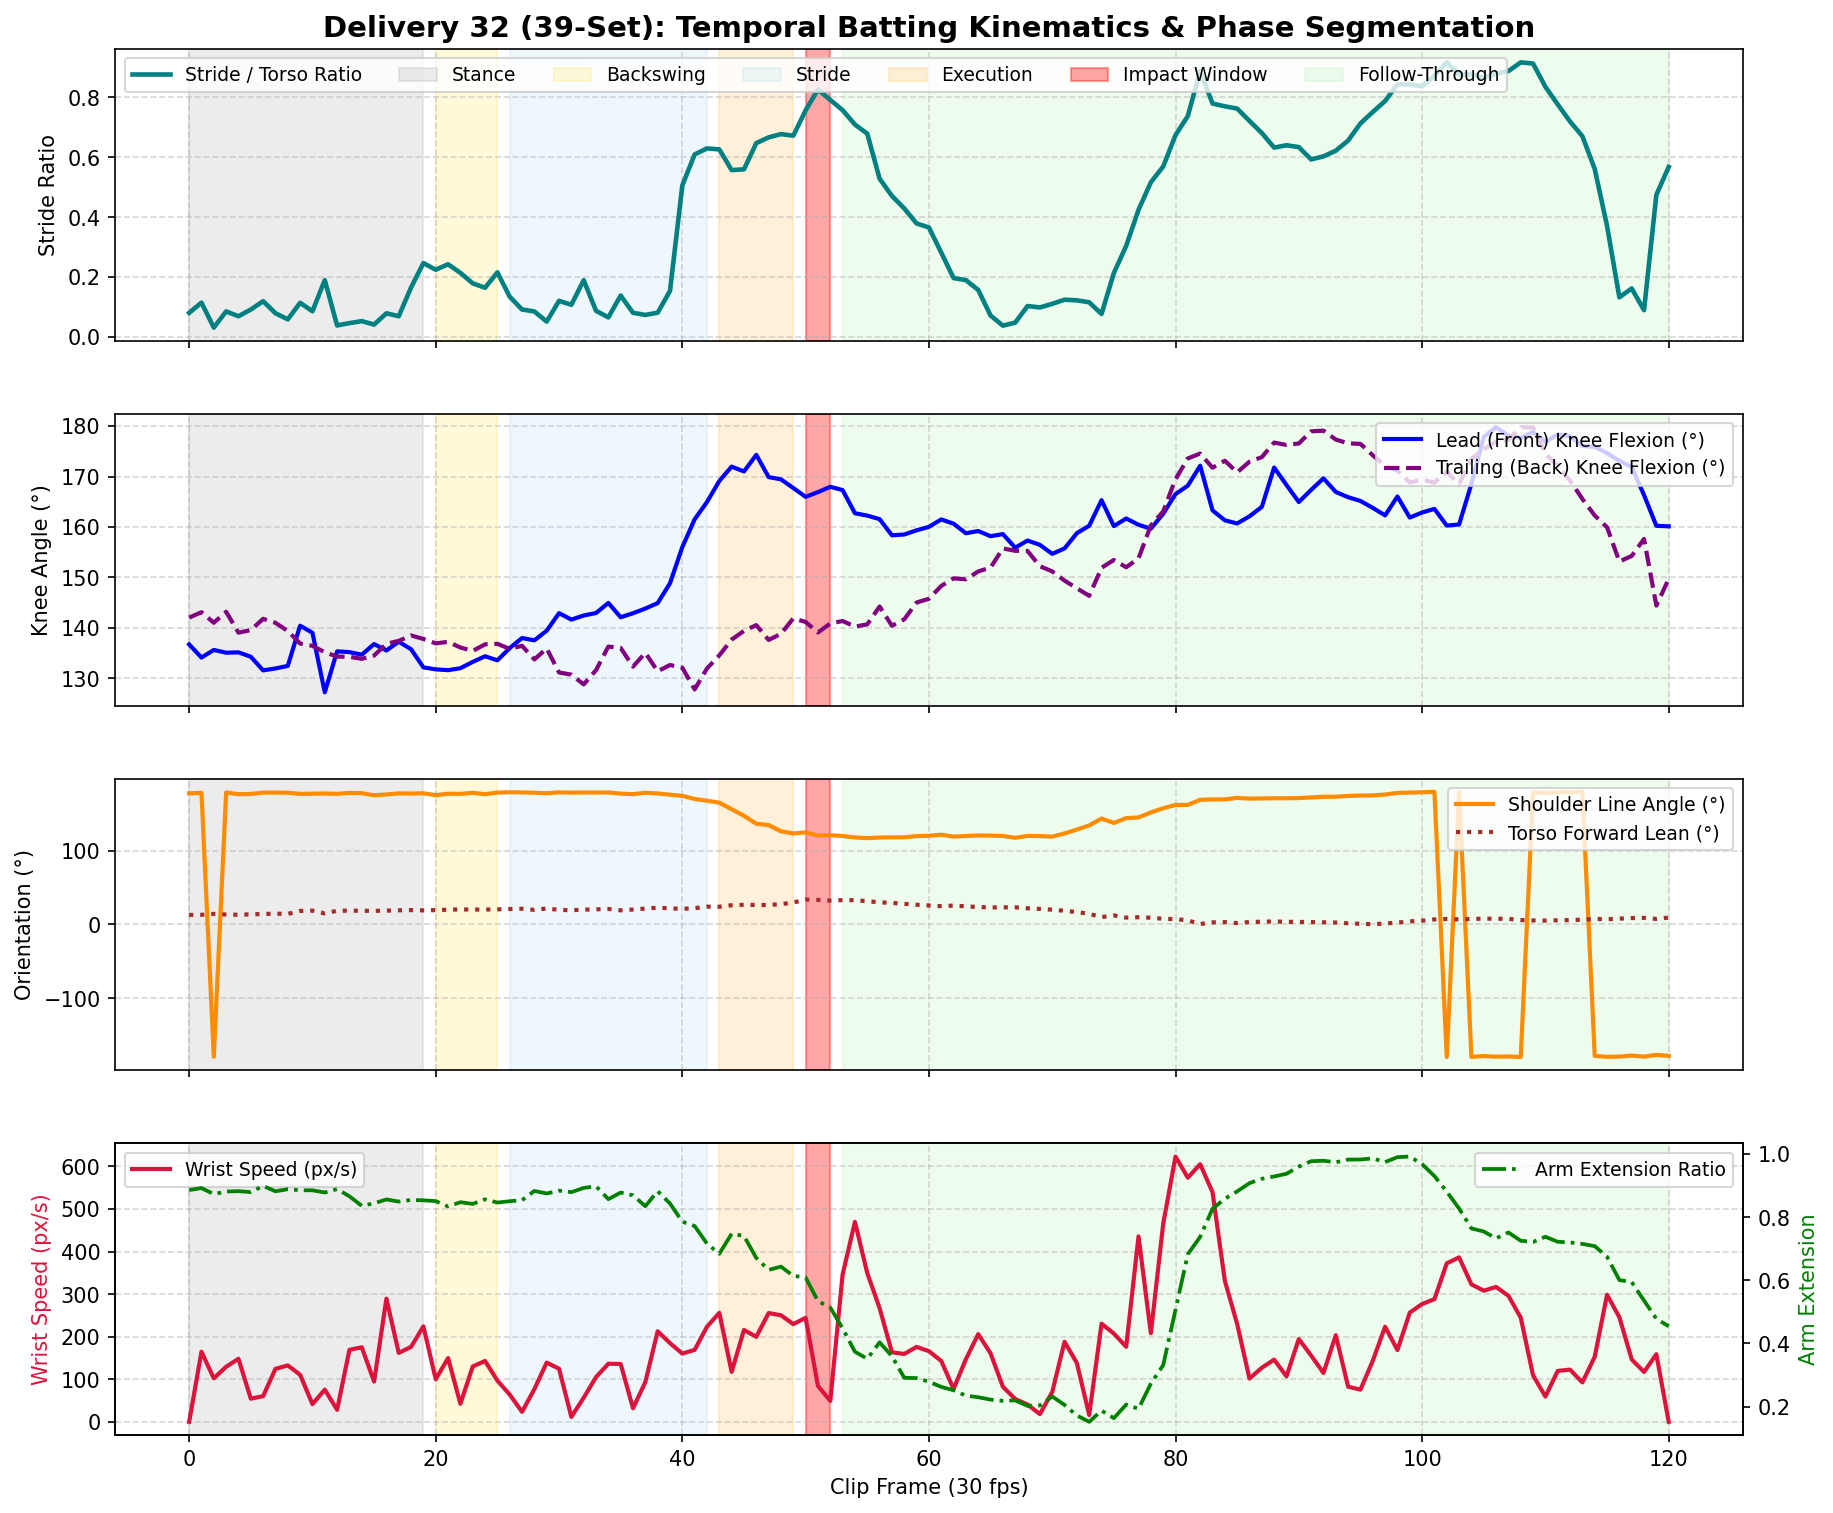 Delivery 32 (39-Set): Temporal Batting Kinematics & Phase Segmentation
Stride / Torso Ratio Stance Backswing Stride Execution Impact Window Follow-Through
Stride Ratio
0.8
0.6
0.4
0.2
0.0
Lead (Front) Knee Flexion (°)
Trailing (Back) Knee Flexion (°)
Knee Angle (°)
180
170
160
150
140
130
Shoulder Line Angle (°)
Torso Forward Lean (°)
Orientation (°)
100
0
−100
Wrist Speed (px/s)
Arm Extension Ratio
Wrist Speed (px/s)
600
500
400
300
200
100
0
1.0
0.8
0.6
0.4
0.2
Arm Extension
0 20 40 60 80 100 120
Clip Frame (30 fps)